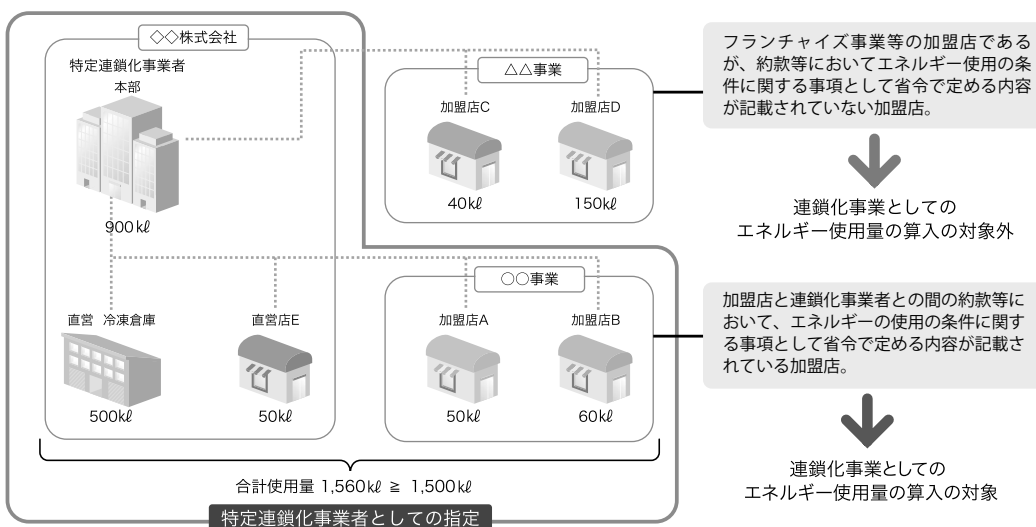 ◇◇株式会社
特定連鎖化事業者
本部
900kℓ
直営 冷凍倉庫
500kℓ
直営店E
50kℓ
△△事業
加盟店C
40kℓ
加盟店D
150kℓ
○○事業
加盟店A
50kℓ
加盟店B
60kℓ
フランチャイズ事業等の加盟店である
が、約款等においてエネルギー使用の条
件に関する事項として省令で定める内容
が記載されていない加盟店。
連鎖化事業としての
エネルギー使用量の算入の対象外
加盟店と連鎖化事業者との間の約款等に
おいて、エネルギーの使用の条件に関す
る事項として省令で定める内容が記載さ
れている加盟店。
連鎖化事業としての
エネルギー使用量の算入の対象
合計使用量 1,560kℓ ≧ 1,500kℓ
特定連鎖化事業者としての指定